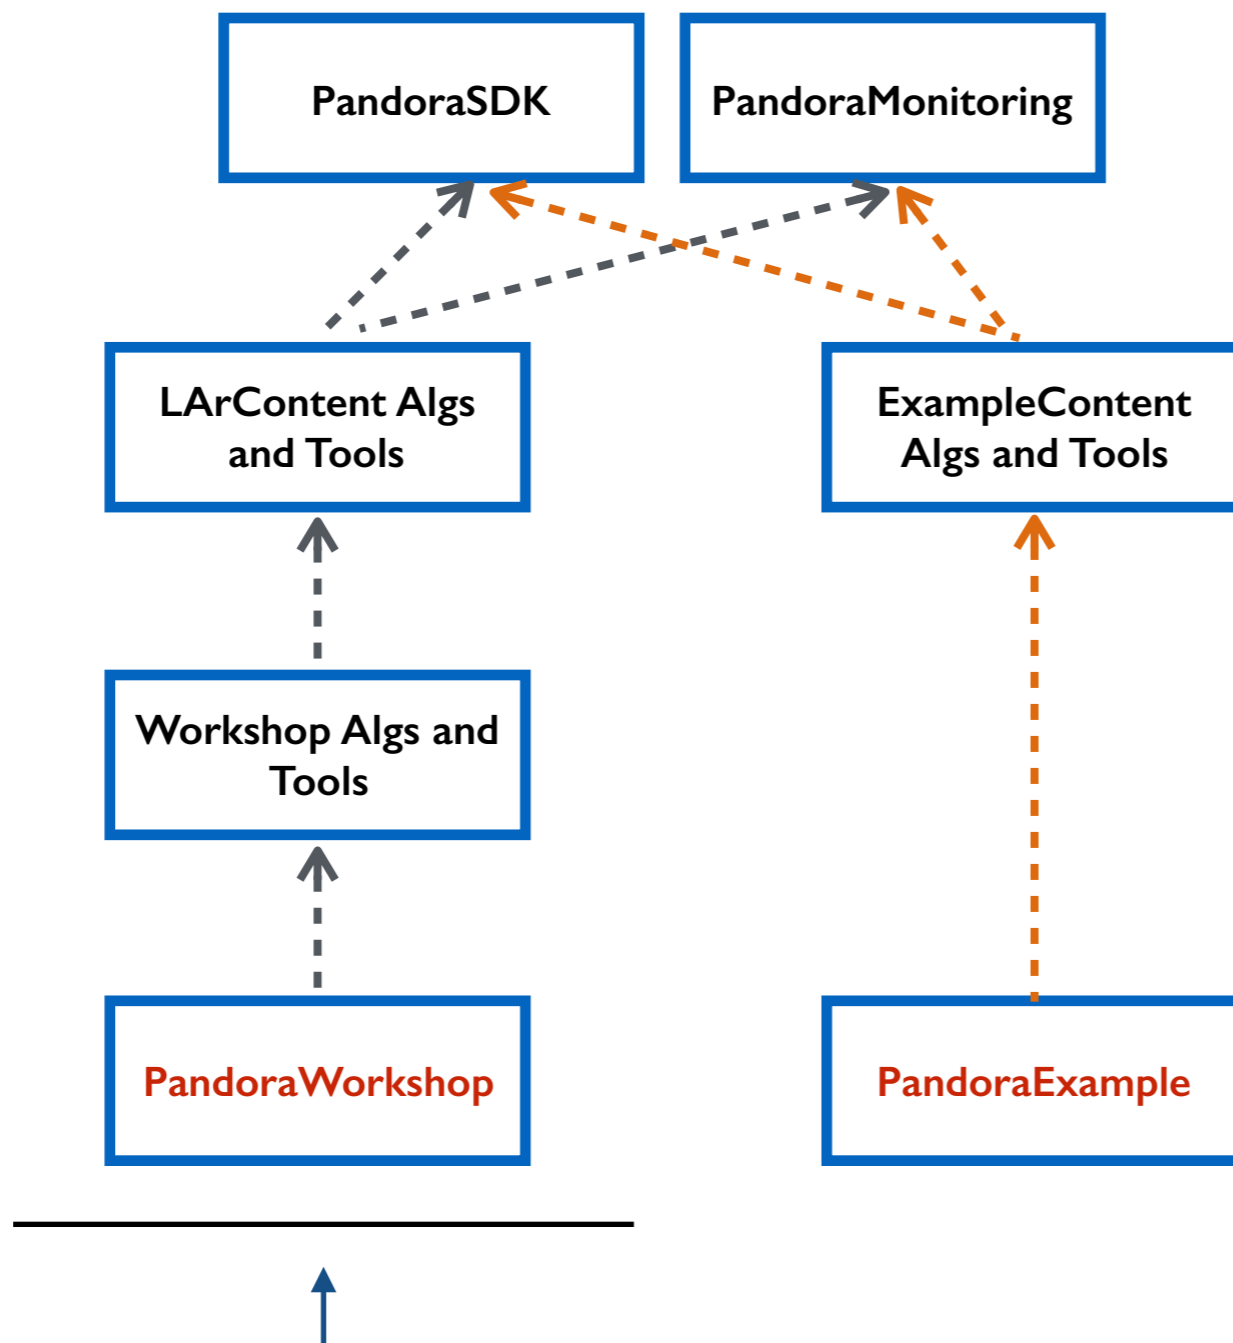 PandoraSDK
PandoraMonitoring
LArContent Algs
and Tools
ExampleContent
Algs and Tools
Workshop Algs and
Tools
PandoraWorkshop
PandoraExample